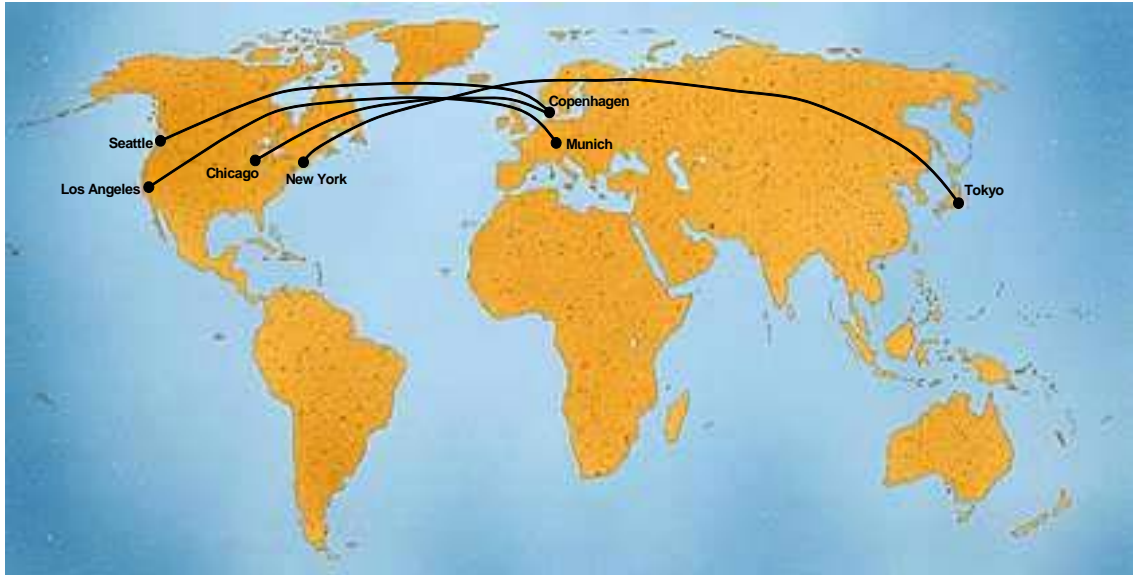 Copenhagen
Seattle
Munich
Chicago
New York
Los Angeles
Tokyo